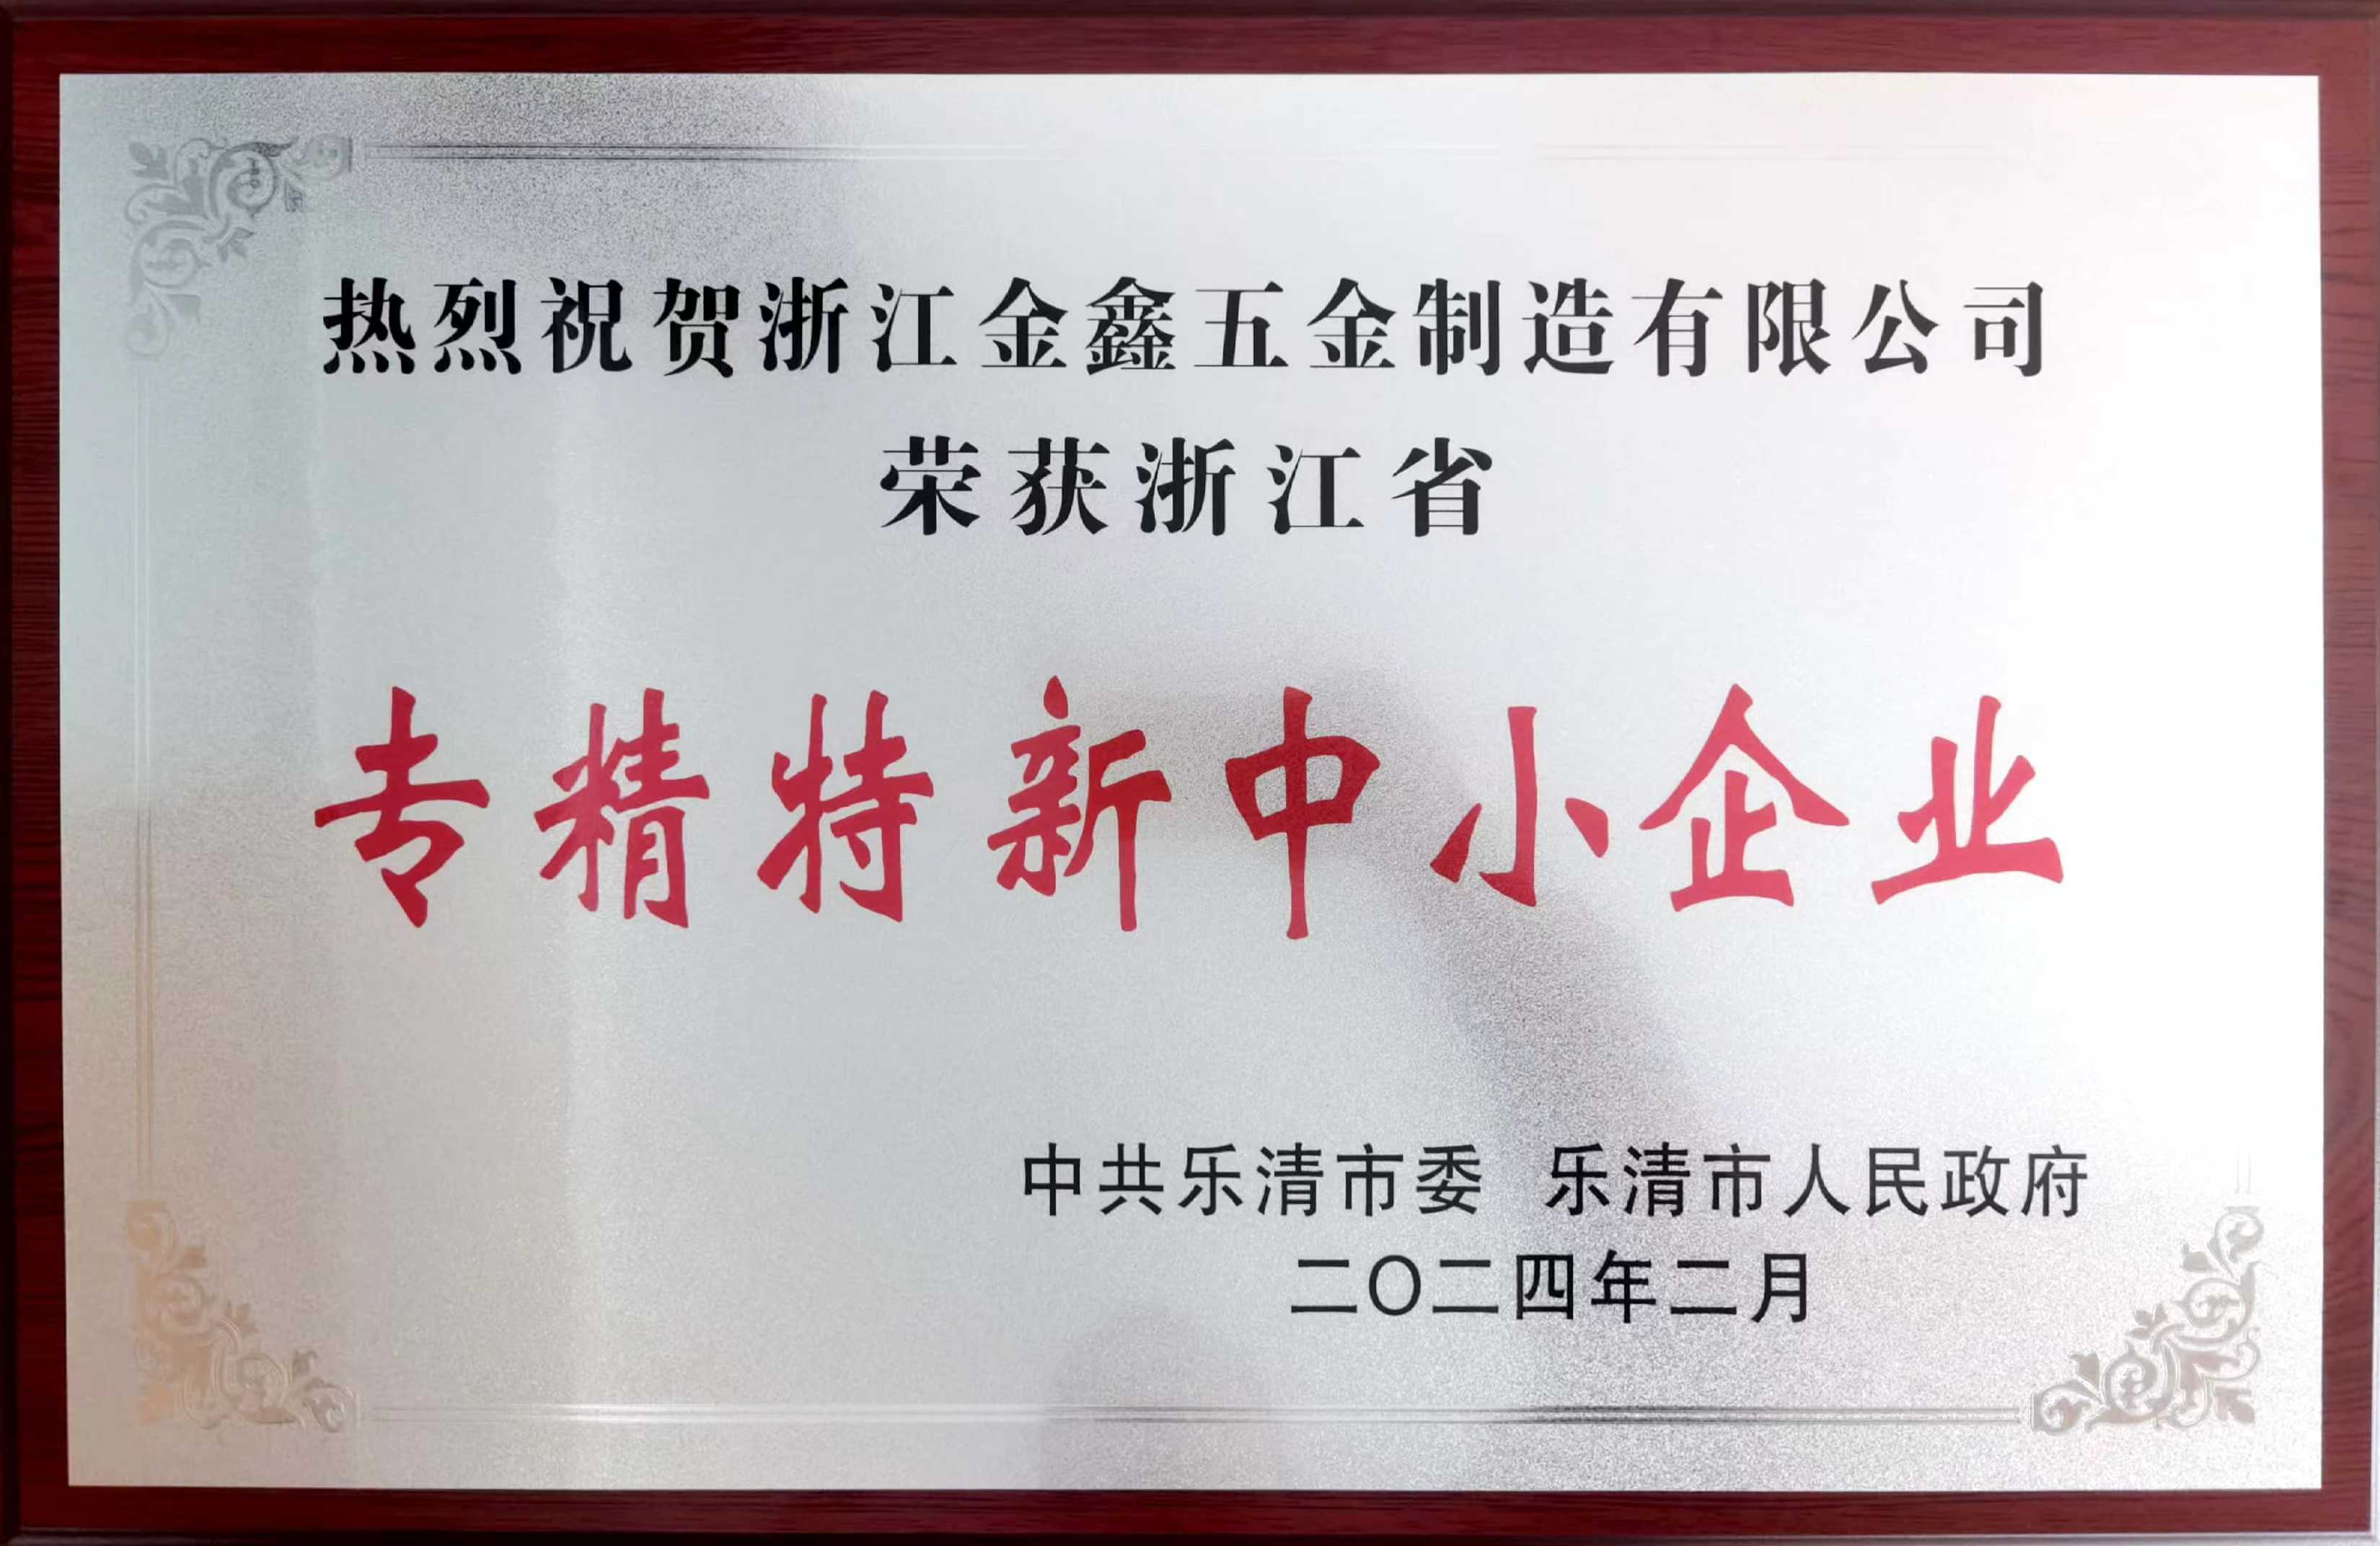 热烈祝贺浙江金鑫五金制造有限公司
荣获浙江省
专精特新中小企业
中共乐清市委 乐清市人民政府
二〇二四年二月